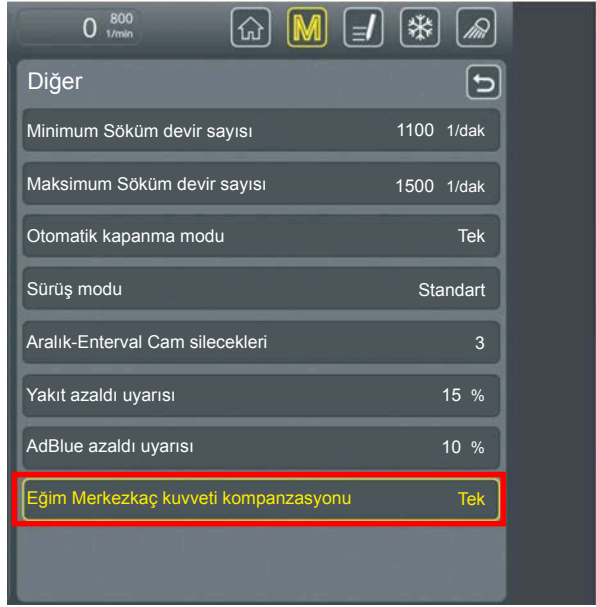 0 800 1/min M
Diğer
Minimum Söküm devir sayısı 1100 1/dak
Maksimum Söküm devir sayısı 1500 1/dak
Otomatik kapanma modu Tek
Sürüş modu Standart
Aralık-Enterval Cam silecekleri 3
Yakıt azaldı uyarısı 15 %
AdBlue azaldı uyarısı 10 %
Eğim Merkezkaç kuvveti kompanzasyonu Tek